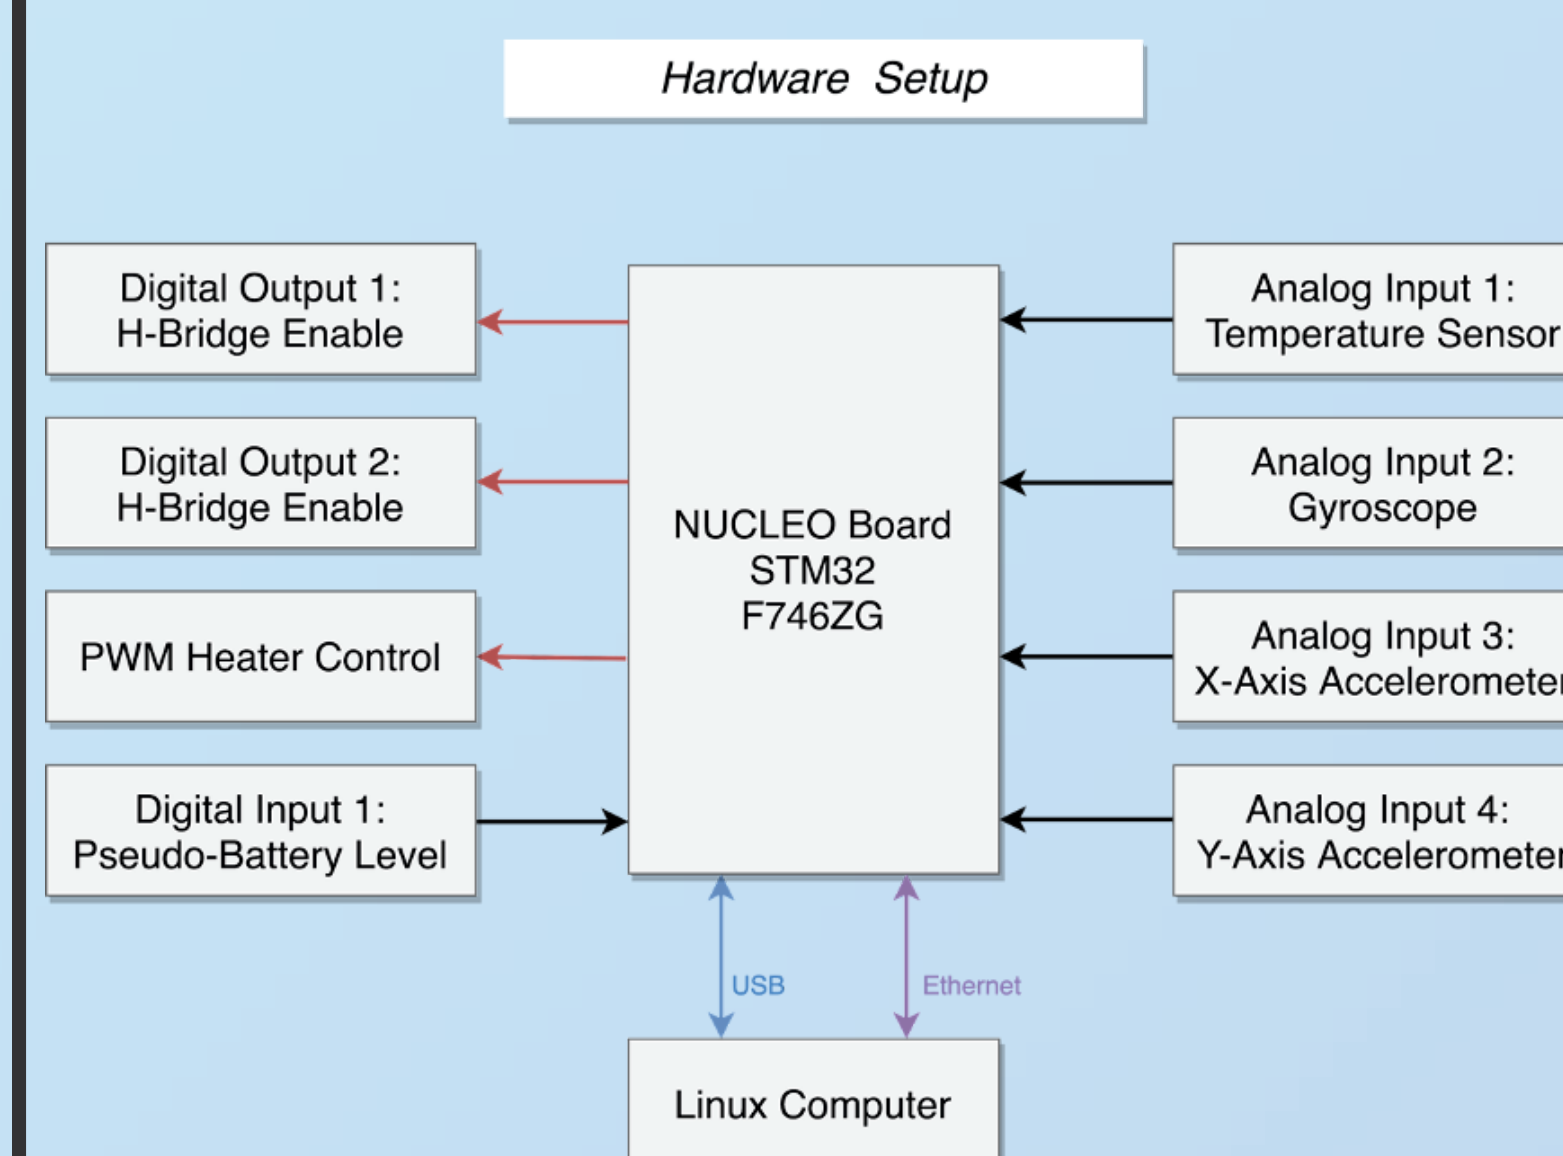 Hardware Setup
Digital Output 1:
H-Bridge Enable
Digital Output 2:
H-Bridge Enable
PWM Heater Control
Digital Input 1:
Pseudo-Battery Level
NUCLEO Board
STM32
F746ZG
Analog Input 1:
Temperature Sensor
Analog Input 2:
Gyroscope
Analog Input 3:
X-Axis Accelerometer
Analog Input 4:
Y-Axis Accelerometer
USB
Ethernet
Linux Computer